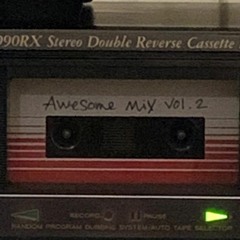 990RX Stereo Double Reverse Cassette
Awesome Mix Vol. 2
RECORD PAUSE
RANDOM PROGRAM DUBBING SYSTEM/AUTO TAPE SELECTOR